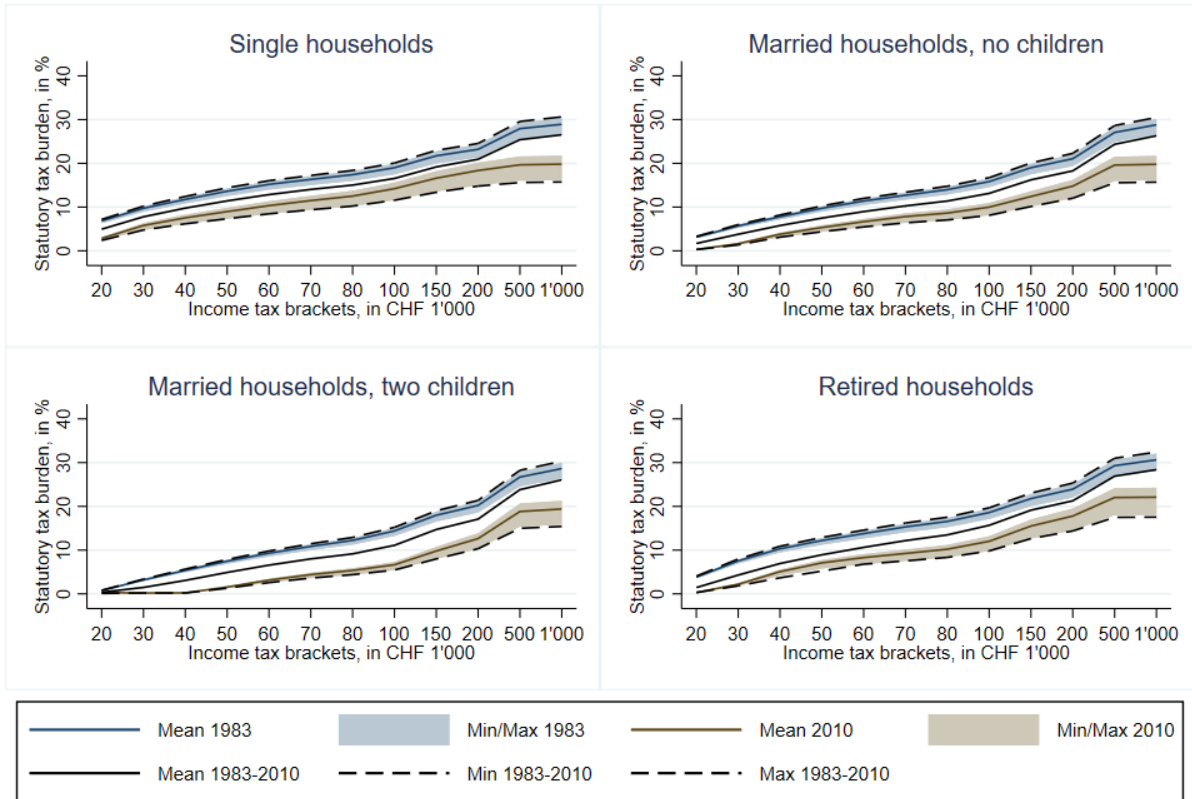 Single households
Statutory tax burden, in %
40
30
20
10
0
20 30 40 50 60 70 80 100 150 200 500 1'000
Income tax brackets, in CHF 1'000
Married households, no children
Statutory tax burden, in %
40
30
20
10
0
20 30 40 50 60 70 80 100 150 200 500 1'000
Income tax brackets, in CHF 1'000
Married households, two children
Statutory tax burden, in %
40
30
20
10
0
20 30 40 50 60 70 80 100 150 200 500 1'000
Income tax brackets, in CHF 1'000
Retired households
Statutory tax burden, in %
40
30
20
10
0
20 30 40 50 60 70 80 100 150 200 500 1'000
Income tax brackets, in CHF 1'000
Mean 1983 Min/Max 1983 Mean 2010 Min/Max 2010
Mean 1983-2010 Min 1983-2010 Max 1983-2010